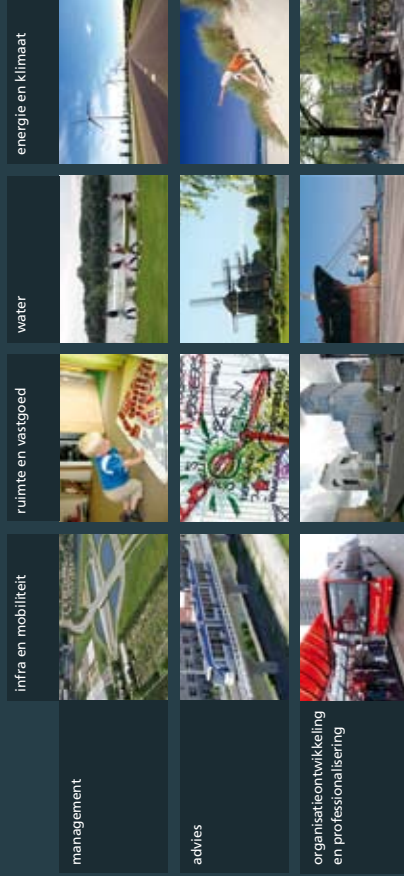 infra en mobiliteit
ruimte en vastgoed
water
energie en klimaat
management
advies
organisatieontwikkeling
en professionalisering